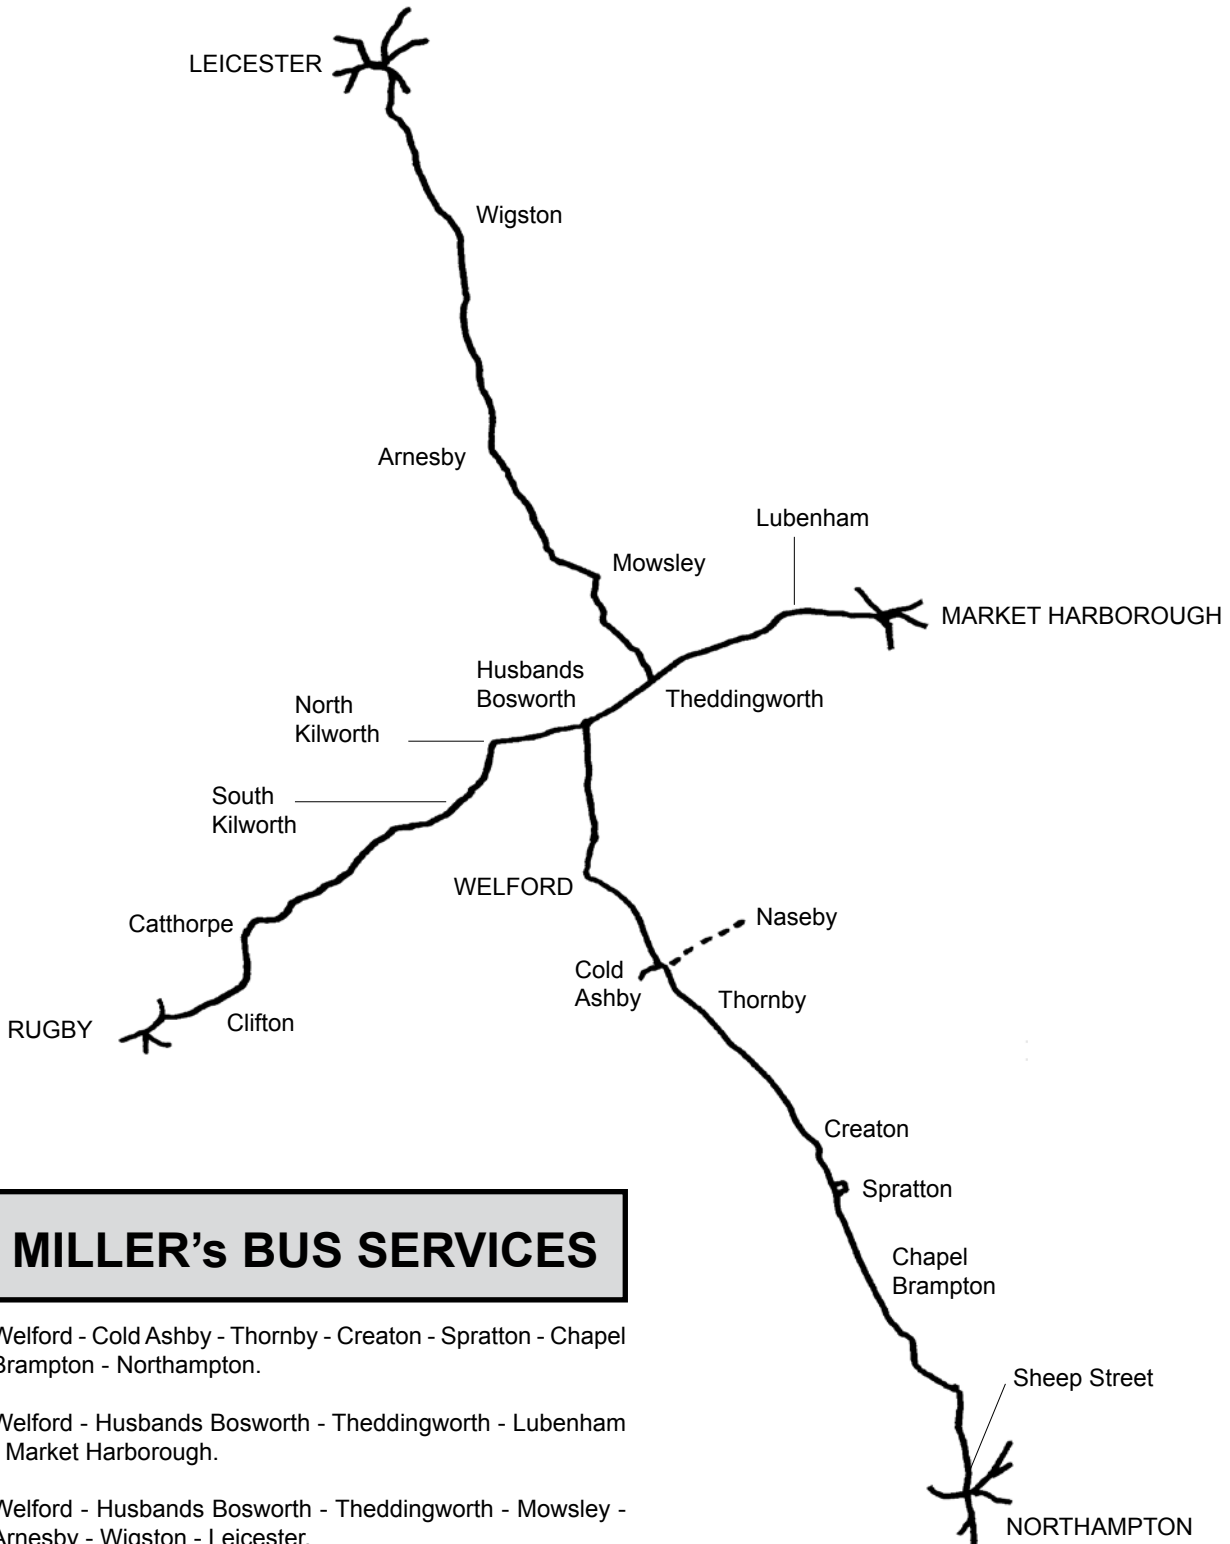 LEICESTER
Wigston
Arnesby
Lubenham
Mowsley
MARKET HARBOROUGH
Husbands
Bosworth
Theddingworth
North
Kilworth
South
Kilworth
WELFORD
Naseby
Catthorpe
Cold
Ashby
Thornby
RUGBY
Clifton
Creaton
Spratton
Chapel
Brampton
Sheep Street
NORTHAMPTON
MILLER's BUS SERVICES
Welford - Cold Ashby - Thornby - Creaton - Spratton - Chapel
Brampton - Northampton.
Welford - Husbands Bosworth - Theddingworth - Lubenham
- Market Harborough.
Welford - Husbands Bosworth - Theddingworth - Mowsley -
Arnesby - Wigston - Leicester.